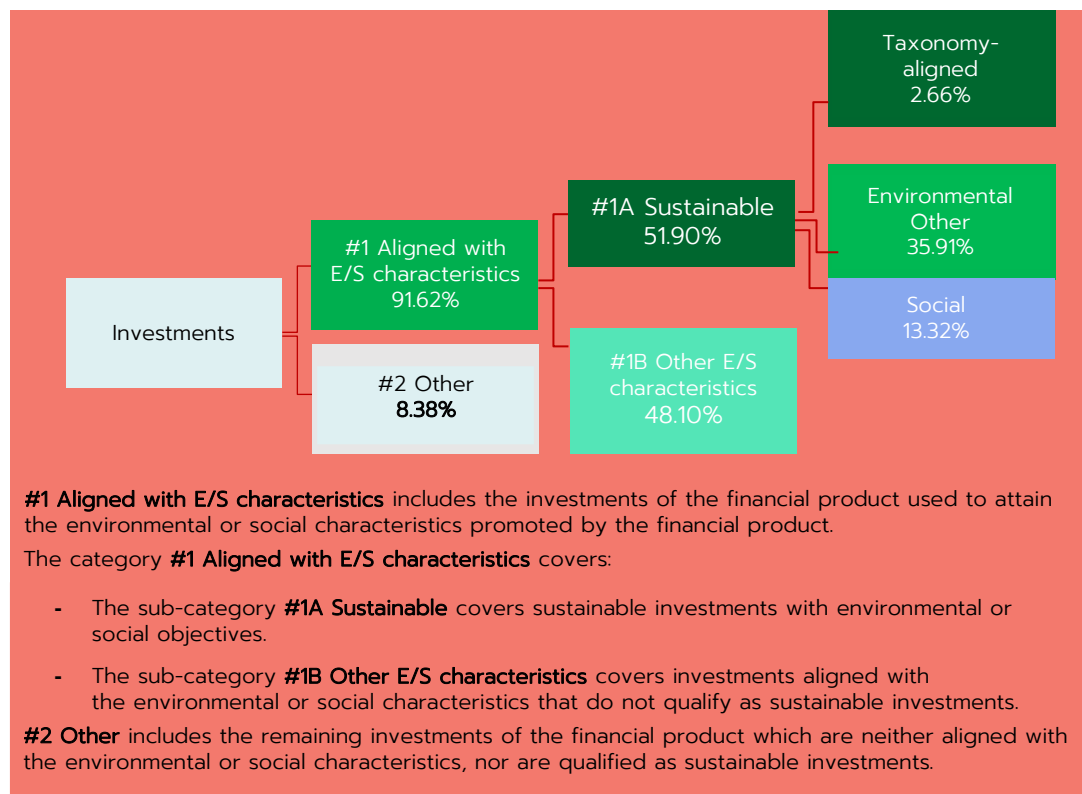 Taxonomy-
aligned
2.66%
Environmental
Other
35.91%
#1A Sustainable
51.90%
#1 Aligned with
E/S characteristics
91.62%
Social
13.32%
Investments
#1B Other E/S
characteristics
48.10%
#2 Other
8.38%
#1 Aligned with E/S characteristics includes the investments of the financial product used to attain
the environmental or social characteristics promoted by the financial product.
The category #1 Aligned with E/S characteristics covers:
- The sub-category #1A Sustainable covers sustainable investments with environmental or
social objectives.
- The sub-category #1B Other E/S characteristics covers investments aligned with
the environmental or social characteristics that do not qualify as sustainable investments.
#2 Other includes the remaining investments of the financial product which are neither aligned with
the environmental or social characteristics, nor are qualified as sustainable investments.